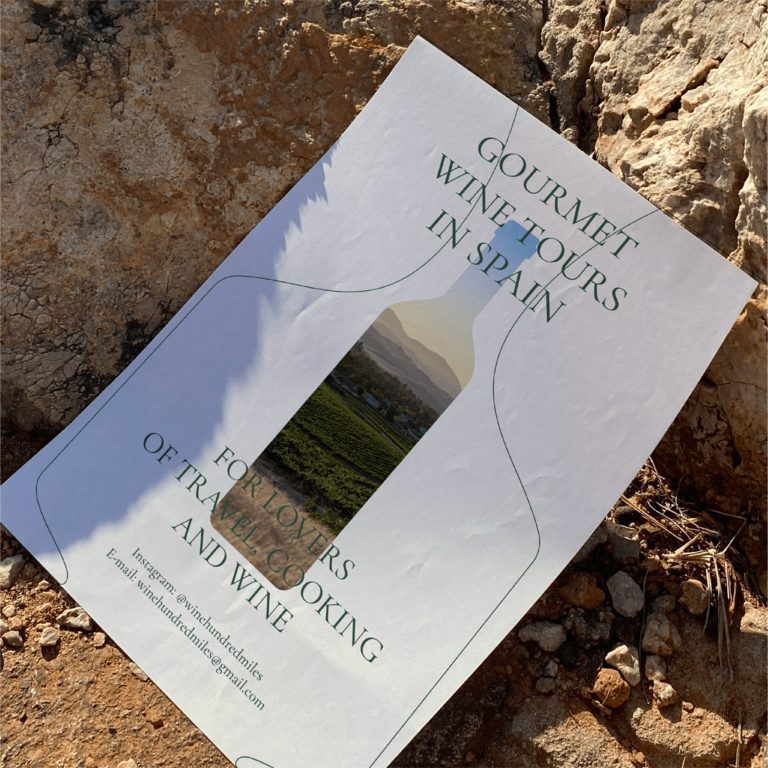 GOURMET
WINE TOURS
IN SPAIN
FOR LOVERS
OF TRAVEL, COOKING
AND WINE
Instagram: @winehundredmiles
E-mail: winehundredmiles@gmail.com